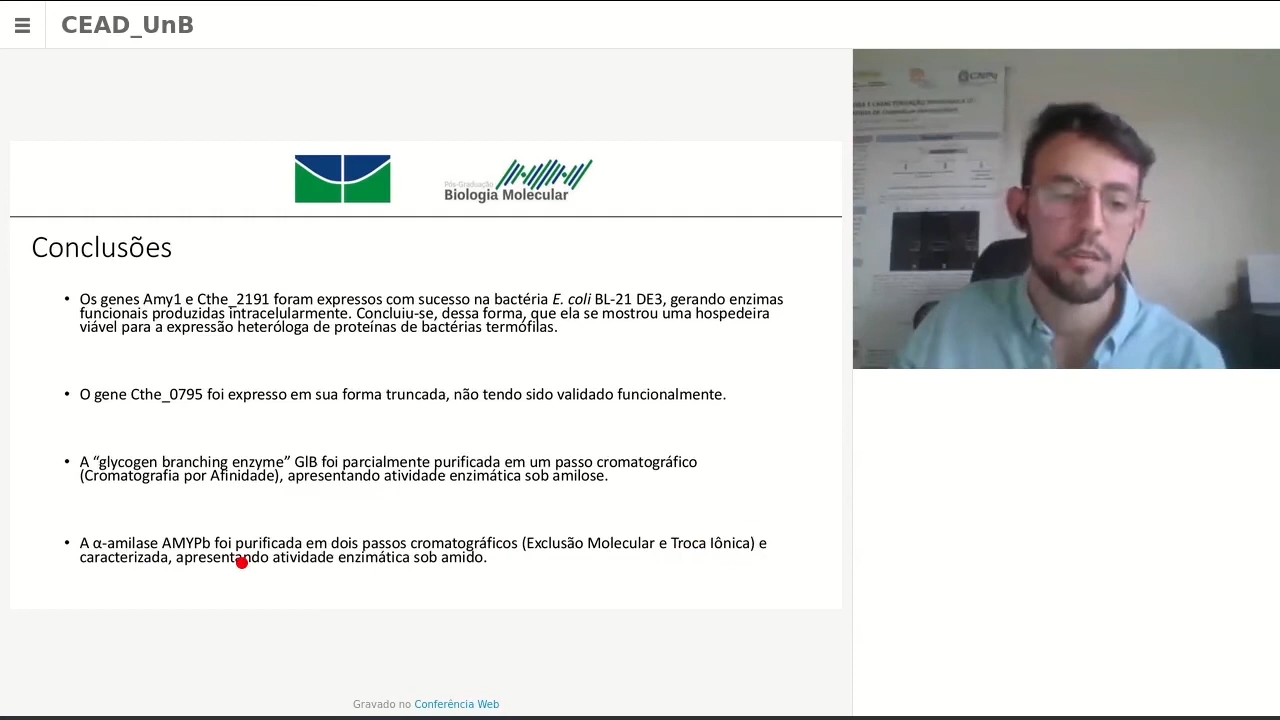 CEAD_UnB
Pós-Graduação
Biologia Molecular
Conclusões
• Os genes Amy1 e Cthe_2191 foram expressos com sucesso na bactéria E. coli BL-21 DE3, gerando enzimas
funcionais produzidas intracelularmente. Concluiu-se, dessa forma, que ela se mostrou uma hospedeira
viável para a expressão heteróloga de proteínas de bactérias termófilas.
• O gene Cthe_0795 foi expresso em sua forma truncada, não tendo sido validado funcionalmente.
• A “glycogen branching enzyme” GlB foi parcialmente purificada em um passo cromatográfico
(Cromatografia por Afinidade), apresentando atividade enzimática sob amilose.
• A α-amilase AMYPb foi purificada em dois passos cromatográficos (Exclusão Molecular e Troca Iônica) e
caracterizada, apresentando atividade enzimática sob amido.
Gravado no Conferência Web
CNPq